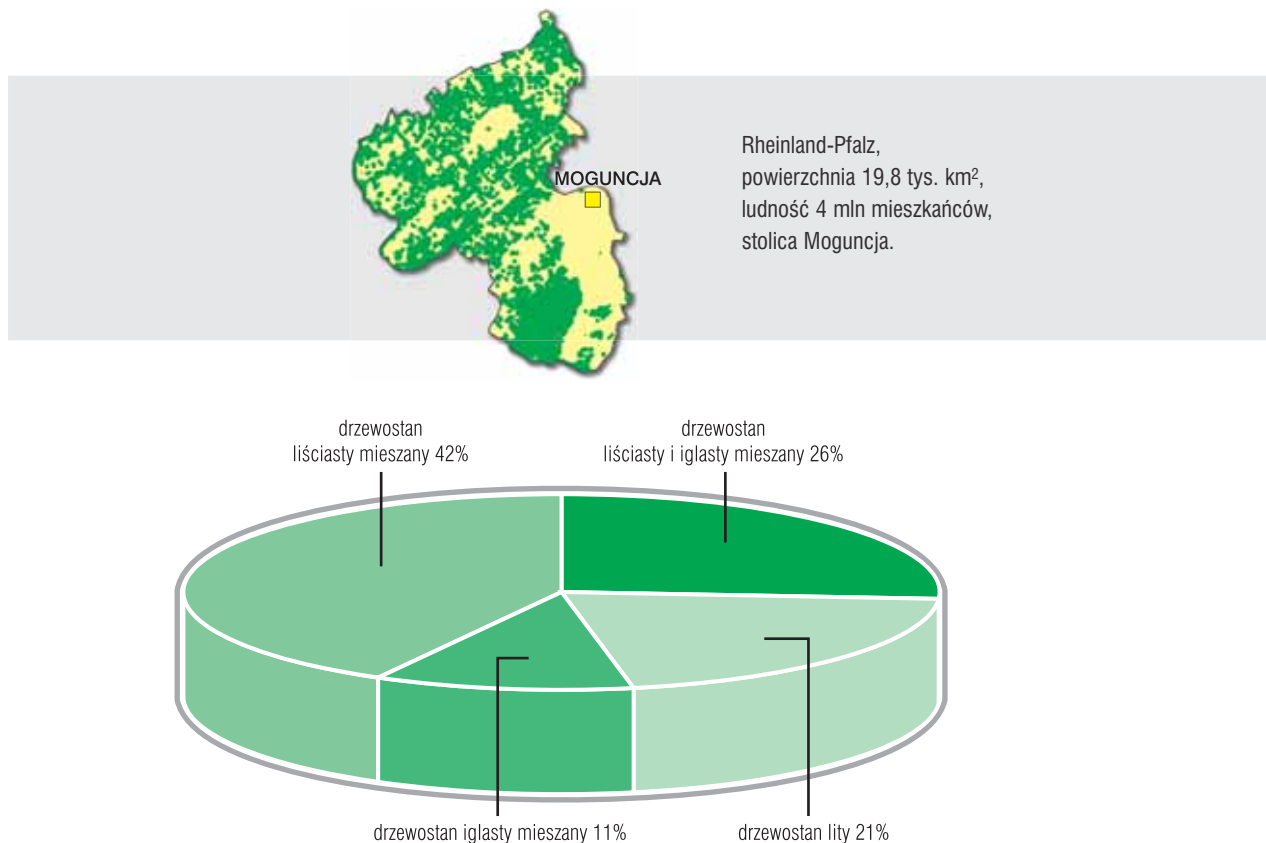 MOGUNCJA
Rheinland-Pfalz,
powierzchnia 19,8 tys. km²,
ludność 4 mln mieszkańców,
stolica Moguncja.
drzewostan
liściasty mieszany 42%
drzewostan
liściasty i iglasty mieszany 26%
drzewostan iglasty mieszany 11%
drzewostan lity 21%